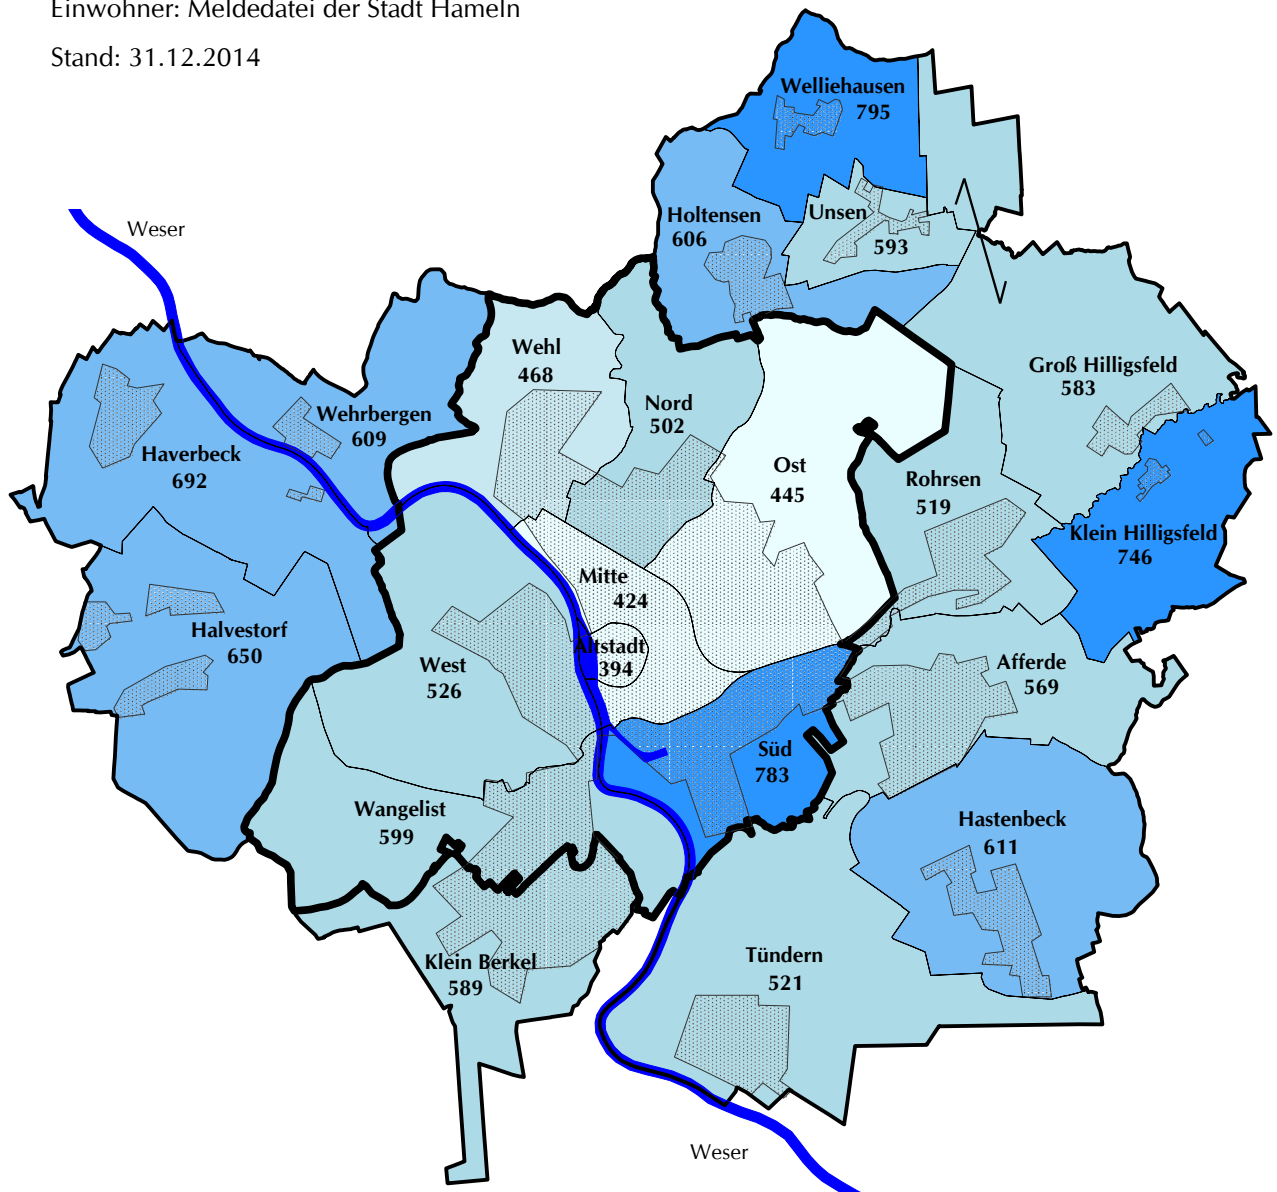 Einwohner: Meldedatei der Stadt Hameln
Stand: 31.12.2014
Welliehausen
795
Weser
Holtensen
606
Unsen
593
Wehl
468
Groß Hilligsfeld
583
Nord
502
Wehrbergen
609
Haverbeck
692
Ost
445
Rohrsen
519
Klein Hilligsfeld
746
Mitte
424
Halvestorf
650
Altstadt
394
West
526
Afferde
569
Süd
783
Wangelist
599
Hastenbeck
611
Klein Berkel
589
Tündern
521
Weser